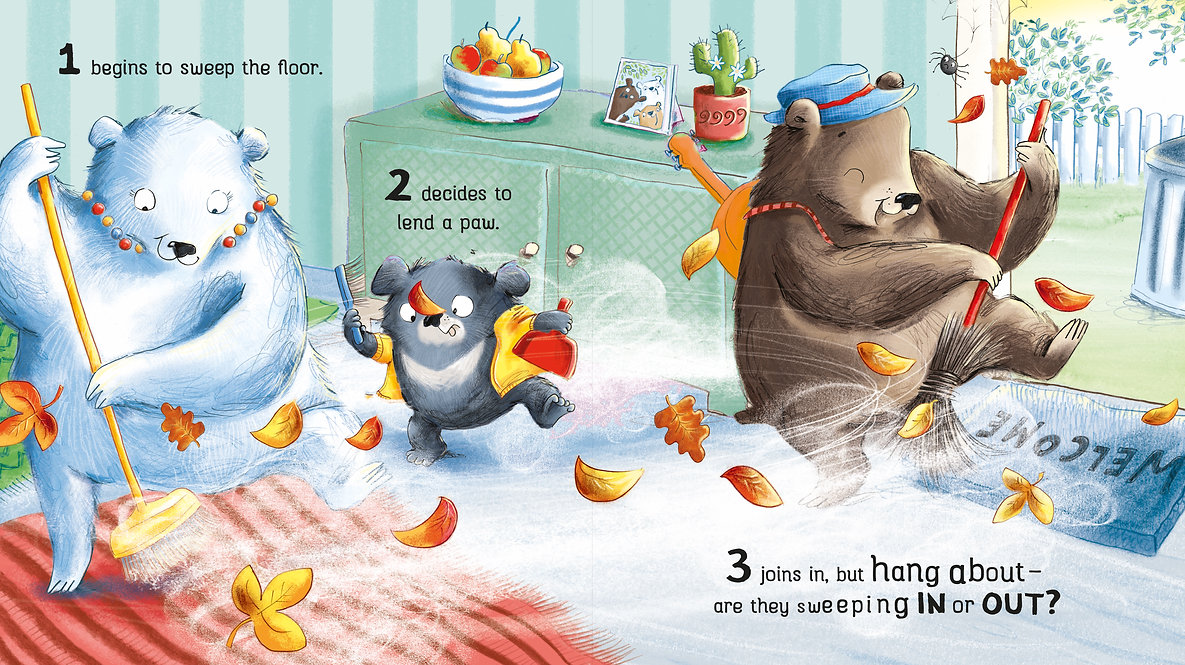 1 begins to sweep the floor.
2 decides to
lend a paw.
9999
WELCOME
3 joins in, but hang about–
are they sweeping IN or OUT?